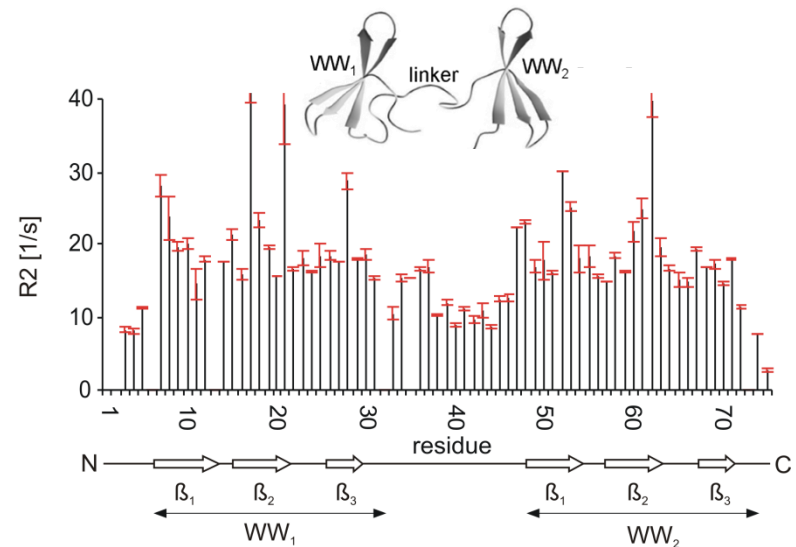 WW₁ linker WW₂
40
30
20
10
0
R2 [1/s]
1 10 20 30 40 50 60 70
residue
N C
ß₁ ß₂ ß₃ ß₁ ß₂ ß₃
WW₁ WW₂